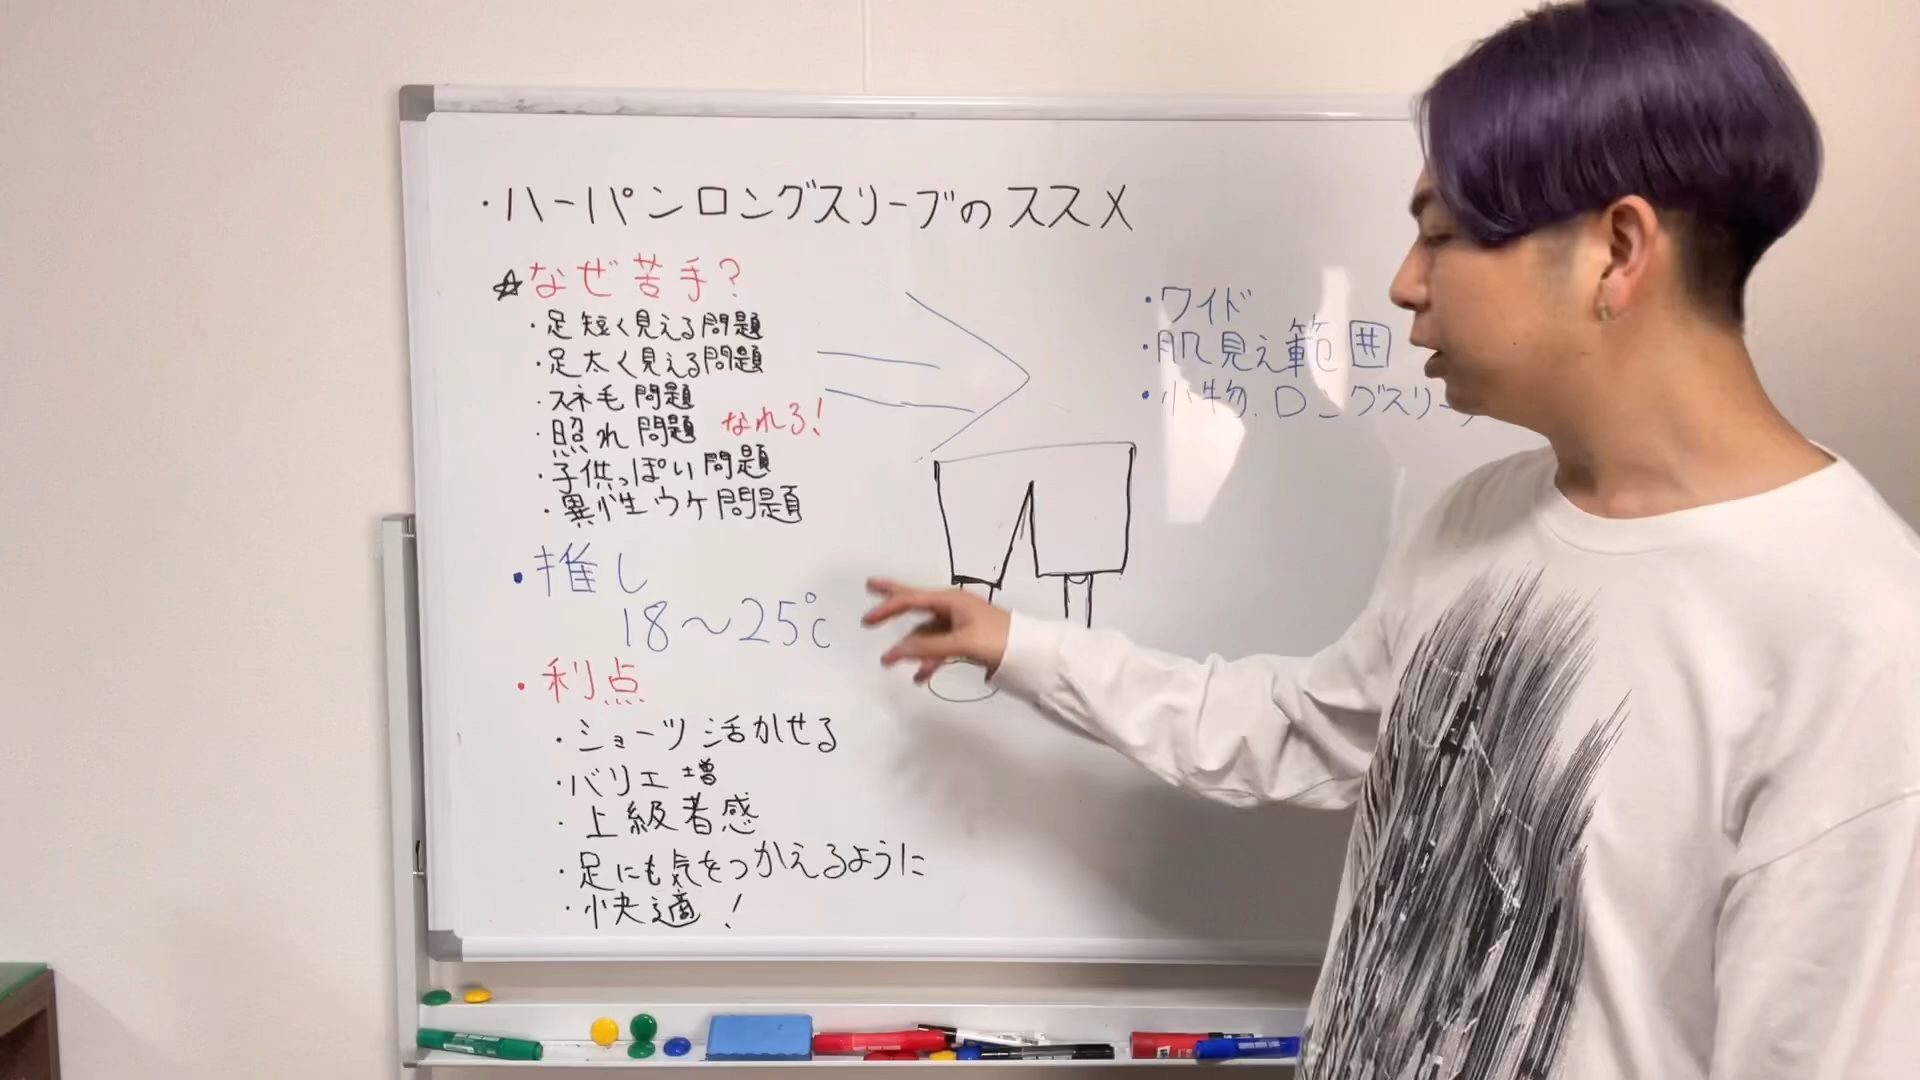 ・ハーパンロングスリーブのススメ
☆なぜ苦手?
・足短く見える問題
・足太く見える問題
・スネ毛問題
・照れ問題 なれろ!
・子供っぽい問題
・異性ウケ問題
・推し
18〜25℃
・利点
・ショーツ活かせる
・バリエ増
・上級者感
・足にも気をつかえるように
・快適!
・ワイド
・肌見え範囲
・小物.ロングスリー